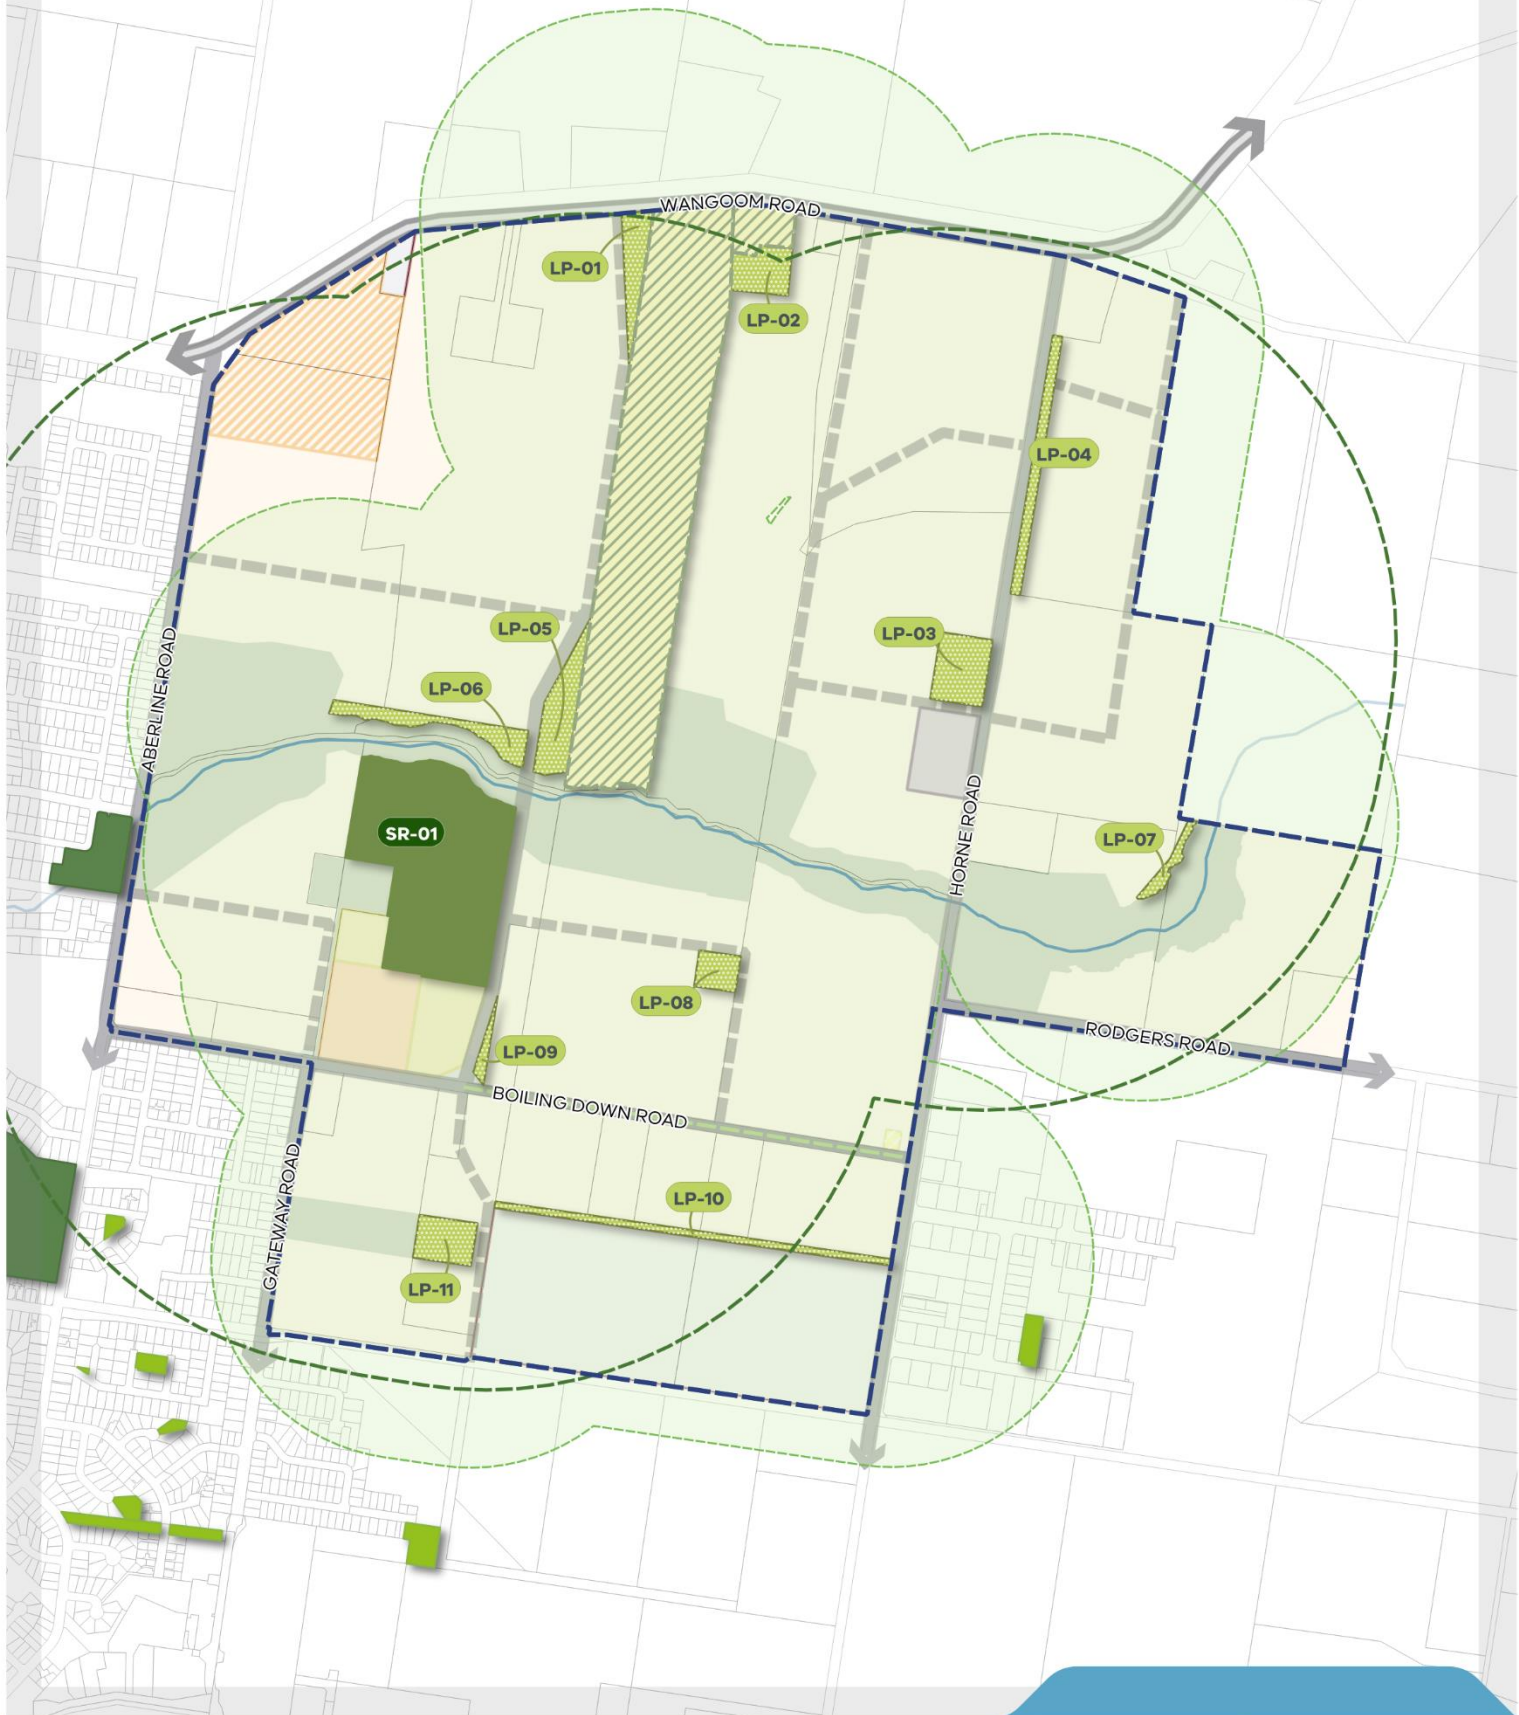 WANGOOM ROAD
LP-01
LP-02
LP-04
LP-05
LP-03
LP-06
ABERLINE ROAD
SR-01
HORNE ROAD
LP-07
LP-08
LP-09
RODGERS ROAD
BOILING DOWN ROAD
GATEWAY ROAD
LP-10
LP-11